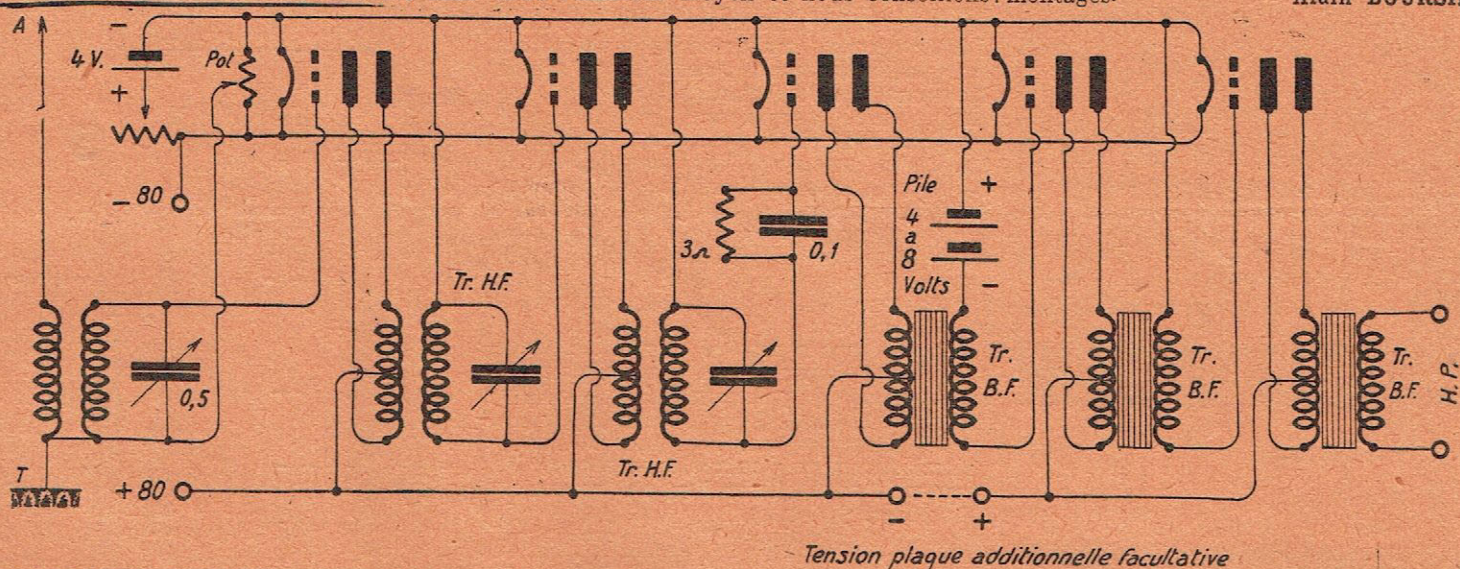 montages.
A
−
4 V.
+
Pot
− 80
3Ω
0,1
Pile +
4
a
8
Volts −
Tr. H.F.
0,5
Tr.
B.F.
Tr.
B.F.
Tr.
B.F.
H.P.
Tr. H.F.
T
+ 80
− +
Tension plaque additionnelle facultative